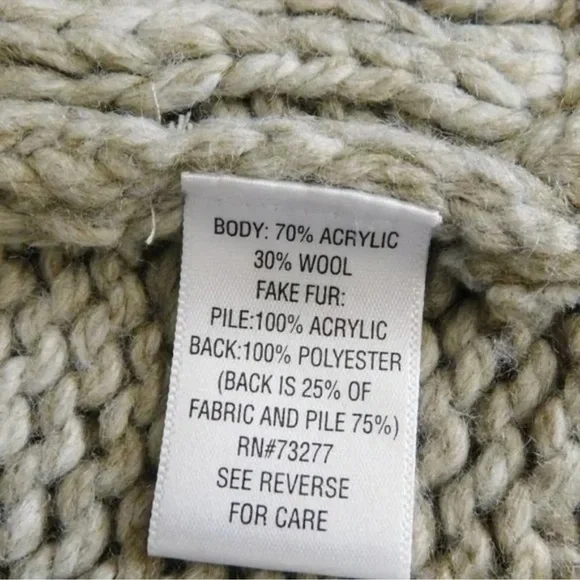 BODY: 70% ACRYLIC
30% WOOL
FAKE FUR:
PILE:100% ACRYLIC
BACK:100% POLYESTER
(BACK IS 25% OF
FABRIC AND PILE 75%)
RN#73277
SEE REVERSE
FOR CARE